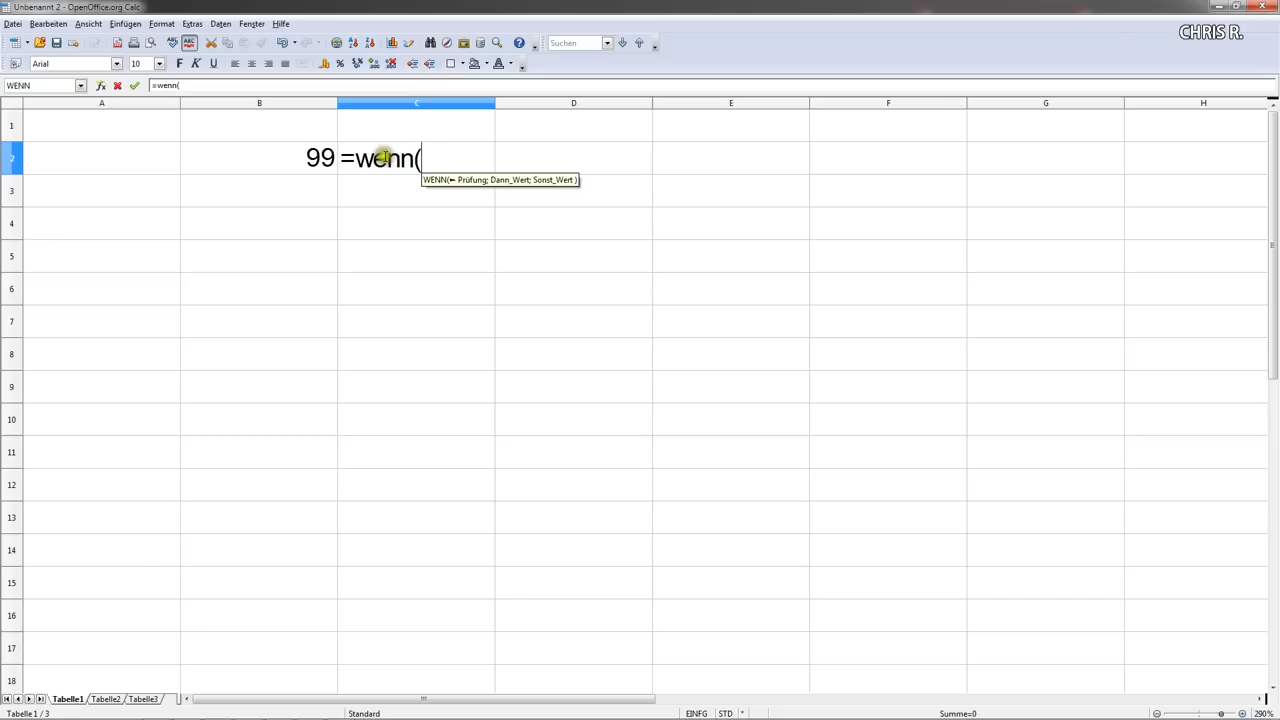 Unbenannt 2 - OpenOffice.org Calc
Datei Bearbeiten Ansicht Einfügen Format Extras Daten Fenster Hilfe
Suchen
CHRIS R.
Arial 10 F K U
WENN =wenn(
A B C D E F G H
1
2 99 =wenn(
WENN( Prüfung; Dann_Wert; Sonst_Wert )
3
4
5
6
7
8
9
10
11
12
13
14
15
16
17
18
Tabelle1 Tabelle2 Tabelle3
Tabelle 1 / 3 Standard EINFG STD * Summe=0 290%